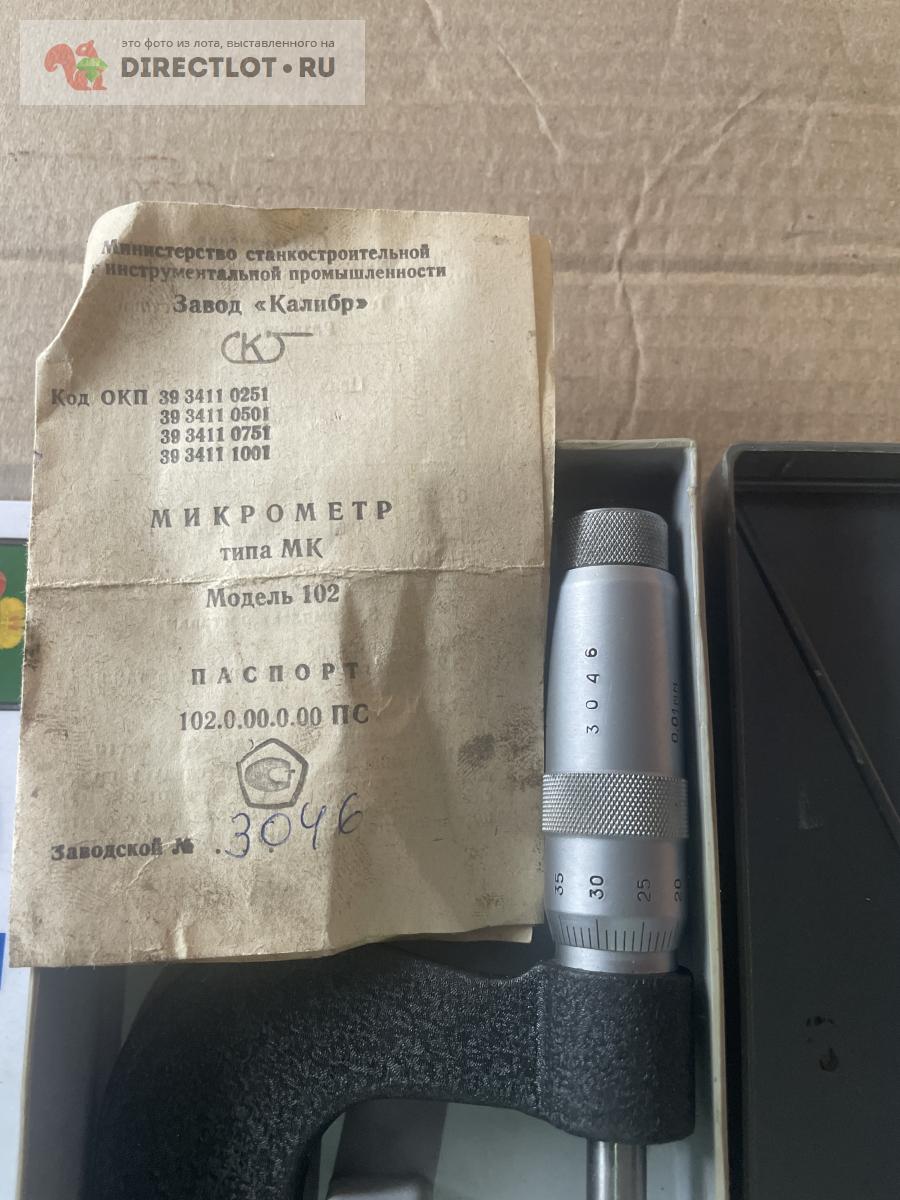 это фото из лота, выставленного на
DIRECTLOT•RU
Министерство станкостроительной
инструментальной промышленности
Завод «Калибр»
Код ОКП 39 3411 0251
39 3411 0501
39 3411 0751
39 3411 1001
МИКРОМЕТР
типа МК
Модель 102
ПАСПОРТ
102.0.00.0.00 ПС
Заводской № 3046
3046
0.01мм
35 30 25 20